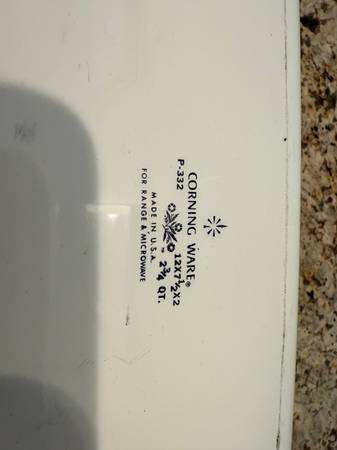 CORNING WARE®
P-332 12X7½X2
- 2¾ QT.
MADE IN U.S.A.
FOR RANGE & MICROWAVE